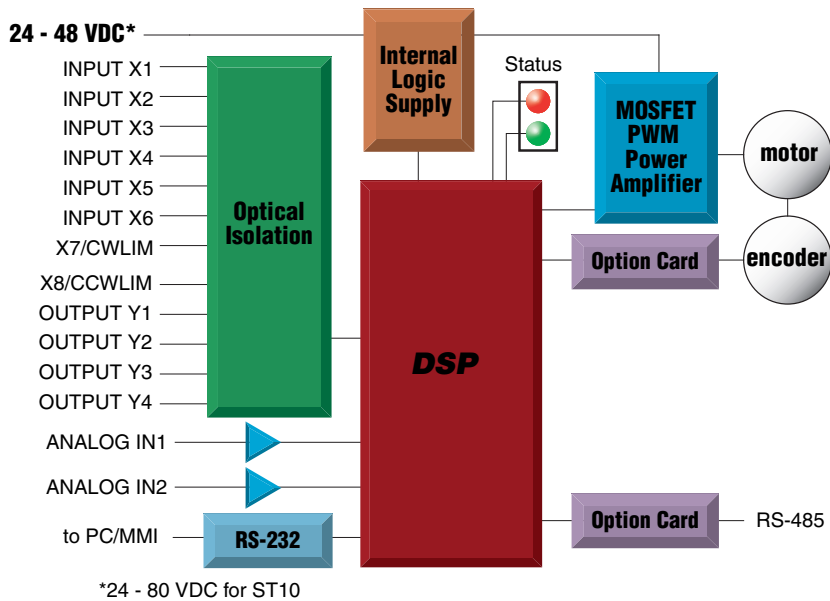 24 - 48 VDC*
INPUT X1
INPUT X2
INPUT X3
INPUT X4
INPUT X5
INPUT X6
X7/CWLIM
X8/CCWLIM
OUTPUT Y1
OUTPUT Y2
OUTPUT Y3
OUTPUT Y4
ANALOG IN1
ANALOG IN2
to PC/MMI
Optical
Isolation
RS-232
Internal
Logic
Supply
Status
DSP
MOSFET
PWM
Power
Amplifier
motor
Option Card
encoder
Option Card
RS-485
*24 - 80 VDC for ST10